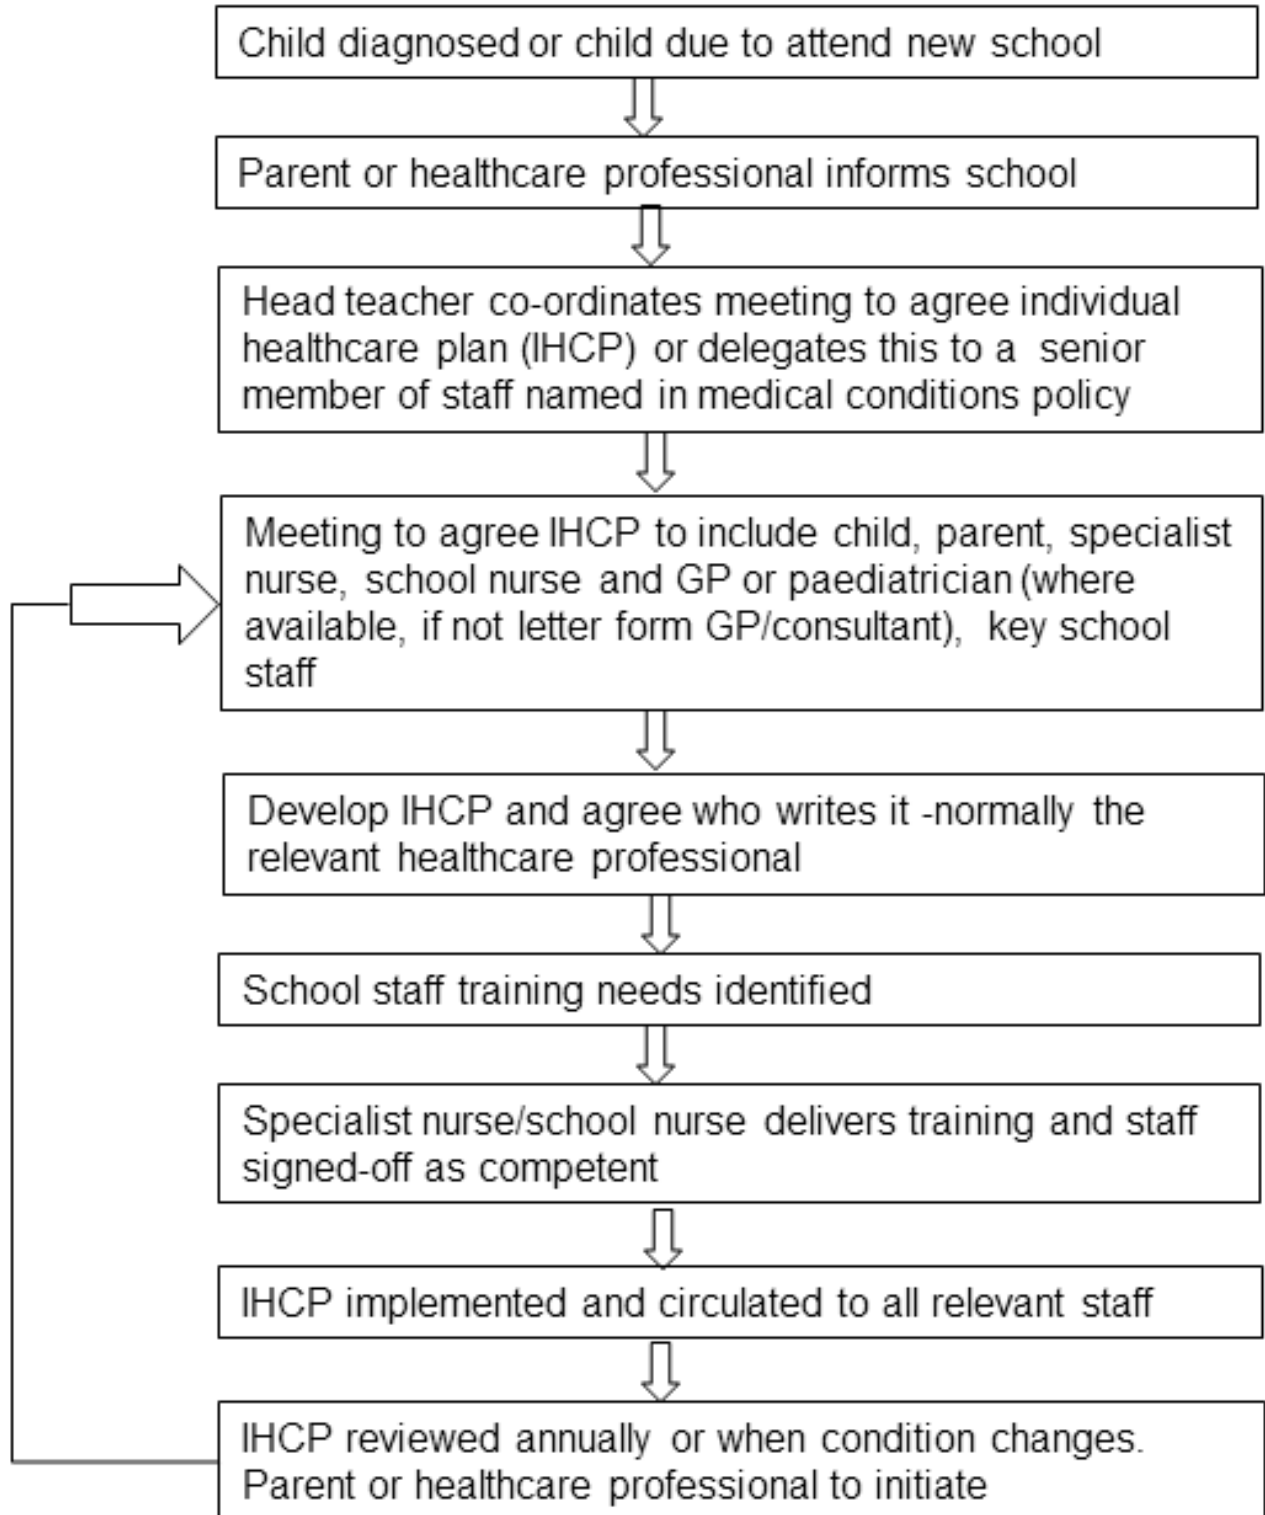 Child diagnosed or child due to attend new school
Parent or healthcare professional informs school
Head teacher co-ordinates meeting to agree individual
healthcare plan (IHCP) or delegates this to a senior
member of staff named in medical conditions policy
Meeting to agree IHCP to include child, parent, specialist
nurse, school nurse and GP or paediatrician (where
available, if not letter form GP/consultant), key school
staff
Develop IHCP and agree who writes it -normally the
relevant healthcare professional
School staff training needs identified
Specialist nurse/school nurse delivers training and staff
signed-off as competent
IHCP implemented and circulated to all relevant staff
IHCP reviewed annually or when condition changes.
Parent or healthcare professional to initiate